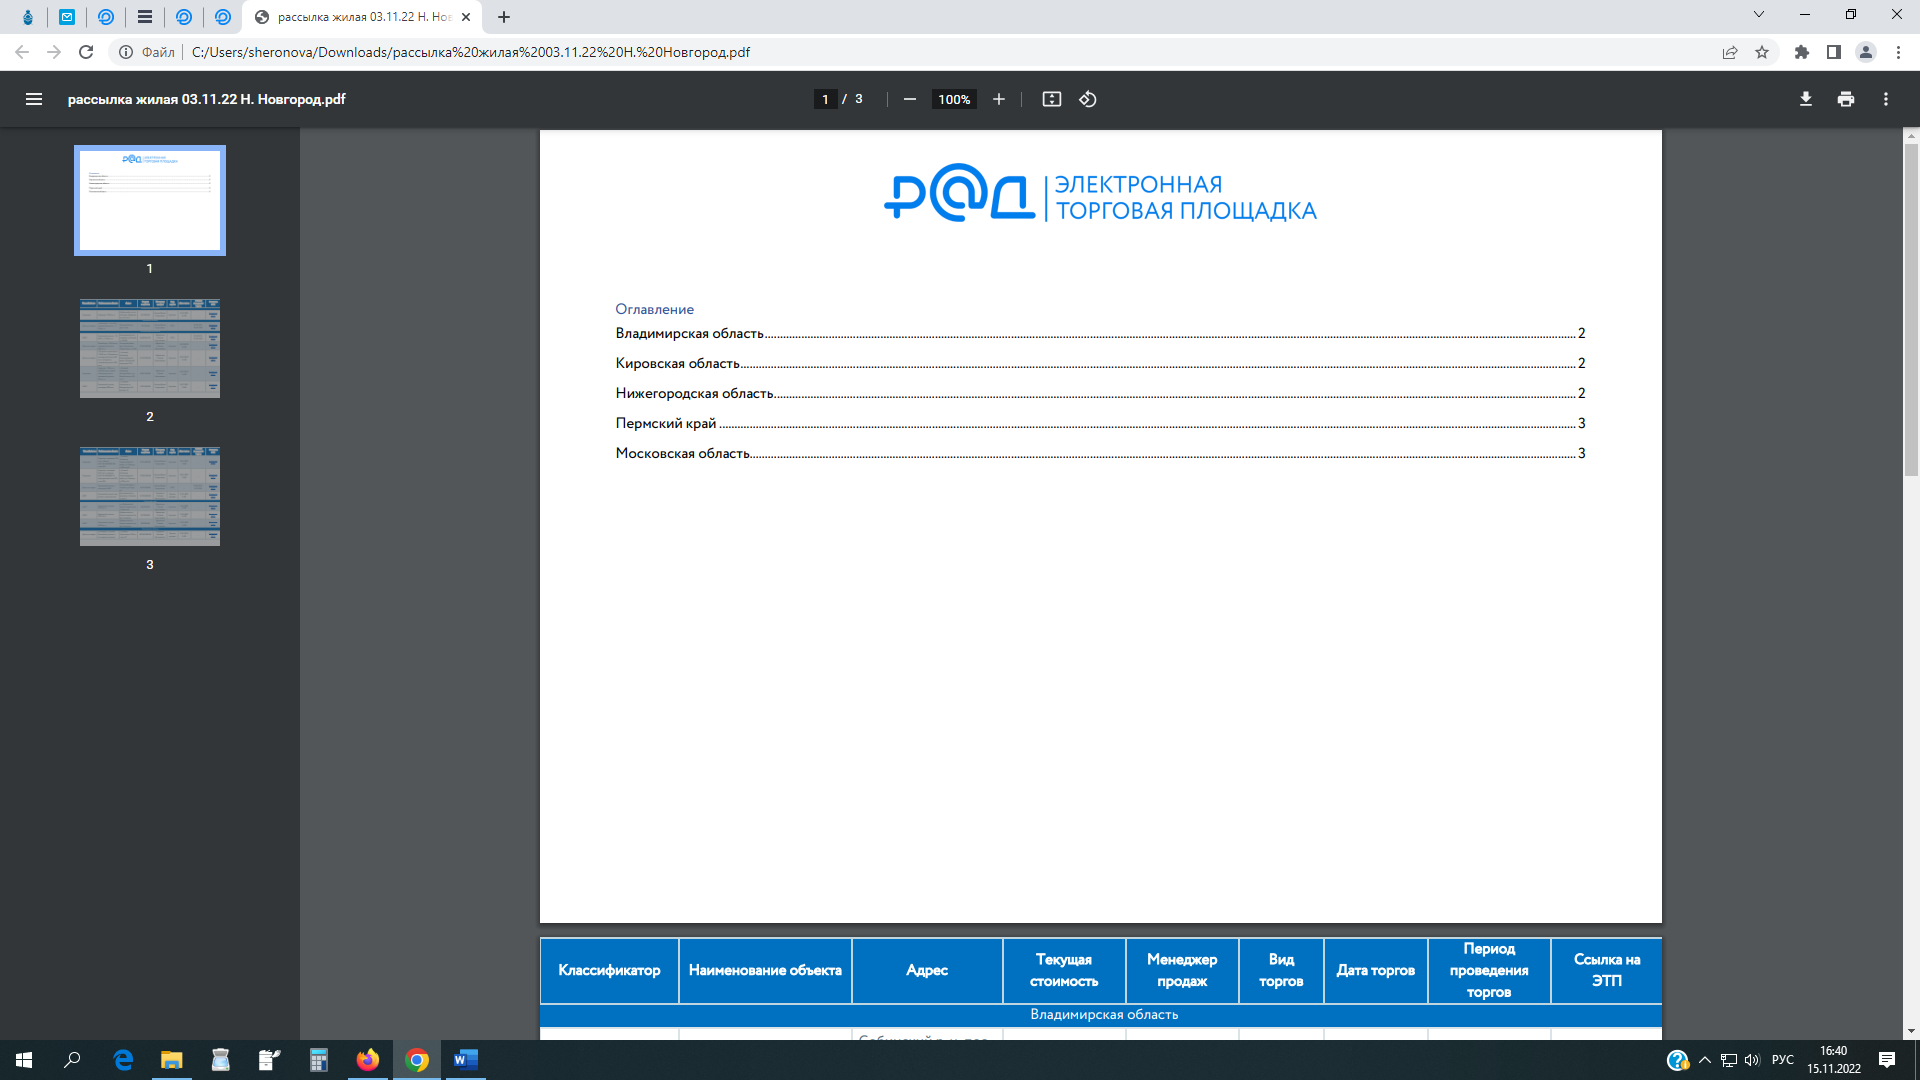 рассылка жилая 03.11.22 Н. Нов
Файл
C:/Users/sheronova/Downloads/рассылка%20жилая%2003.11.22%20Н.%20Новгород.pdf
рассылка жилая 03.11.22 Н. Новгород.pdf
1 / 3
100%
1
2
3
р@д
ЭЛЕКТРОННАЯ
ТОРГОВАЯ ПЛОЩАДКА
Оглавление
Владимирская область 2
Кировская область 2
Нижегородская область 2
Пермский край 3
Московская область 3
Классификатор
Наименование объекта
Адрес
Текущая
стоимость
Менеджер
продаж
Вид
торгов
Дата торгов
Период
проведения
торгов
Ссылка на
ЭТП
Владимирская область
РУС
16:40
15.11.2022